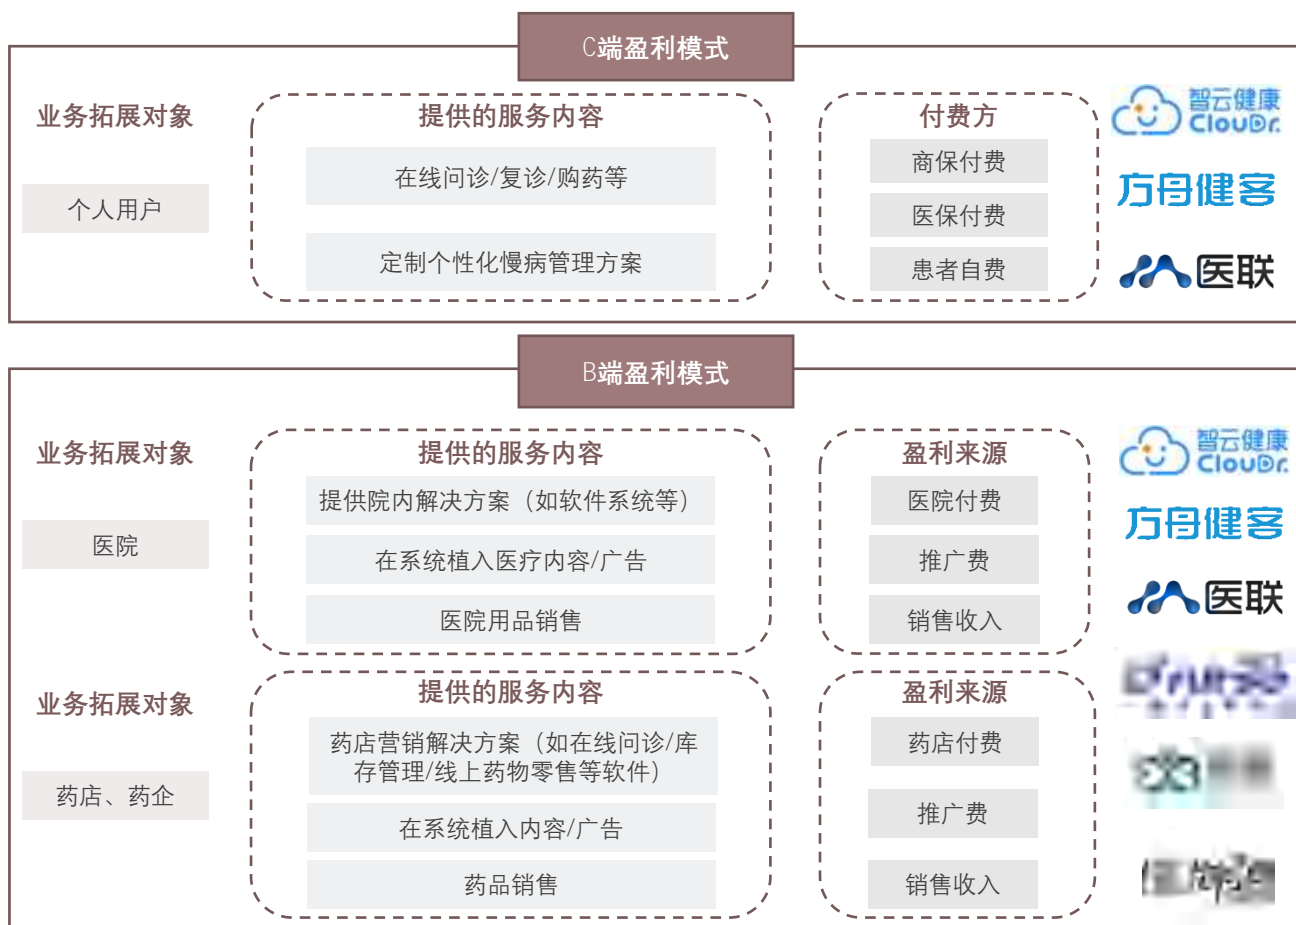 C端盈利模式
业务拓展对象
提供的服务内容
付费方
个人用户
在线问诊/复诊/购药等
定制个性化慢病管理方案
商保付费
医保付费
患者自费
智云健康
ClouDr.
方舟健客
医联
B端盈利模式
业务拓展对象
提供的服务内容
盈利来源
医院
提供院内解决方案（如软件系统等）
在系统植入医疗内容/广告
医院用品销售
医院付费
推广费
销售收入
智云健康
ClouDr.
方舟健客
医联
业务拓展对象
提供的服务内容
盈利来源
药店、药企
药店营销解决方案（如在线问诊/库
存管理/线上药物零售等软件）
在系统植入内容/广告
药品销售
药店付费
推广费
销售收入